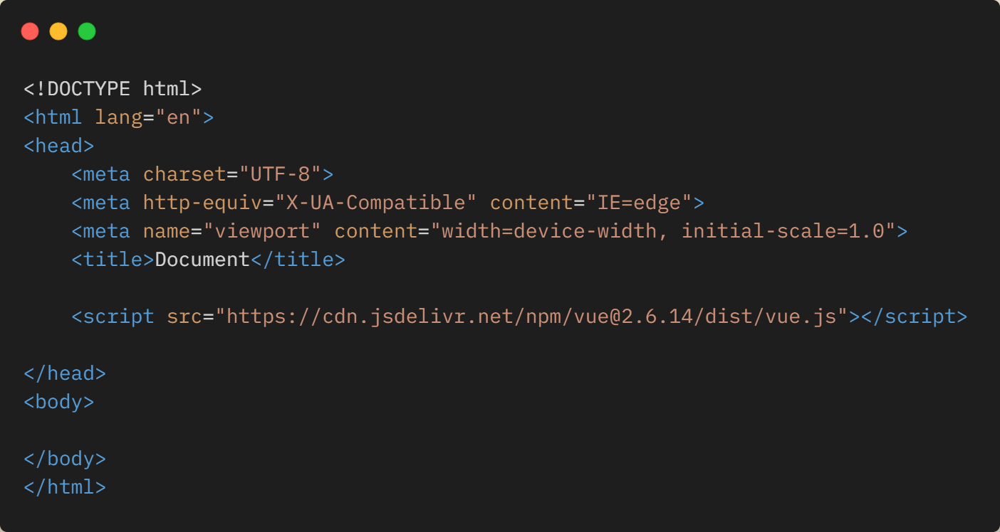 <!DOCTYPE html>
<html lang="en">
<head>
    <meta charset="UTF-8">
    <meta http-equiv="X-UA-Compatible" content="IE=edge">
    <meta name="viewport" content="width=device-width, initial-scale=1.0">
    <title>Document</title>

    <script src="https://cdn.jsdelivr.net/npm/vue@2.6.14/dist/vue.js"></script>

</head>
<body>

</body>
</html>